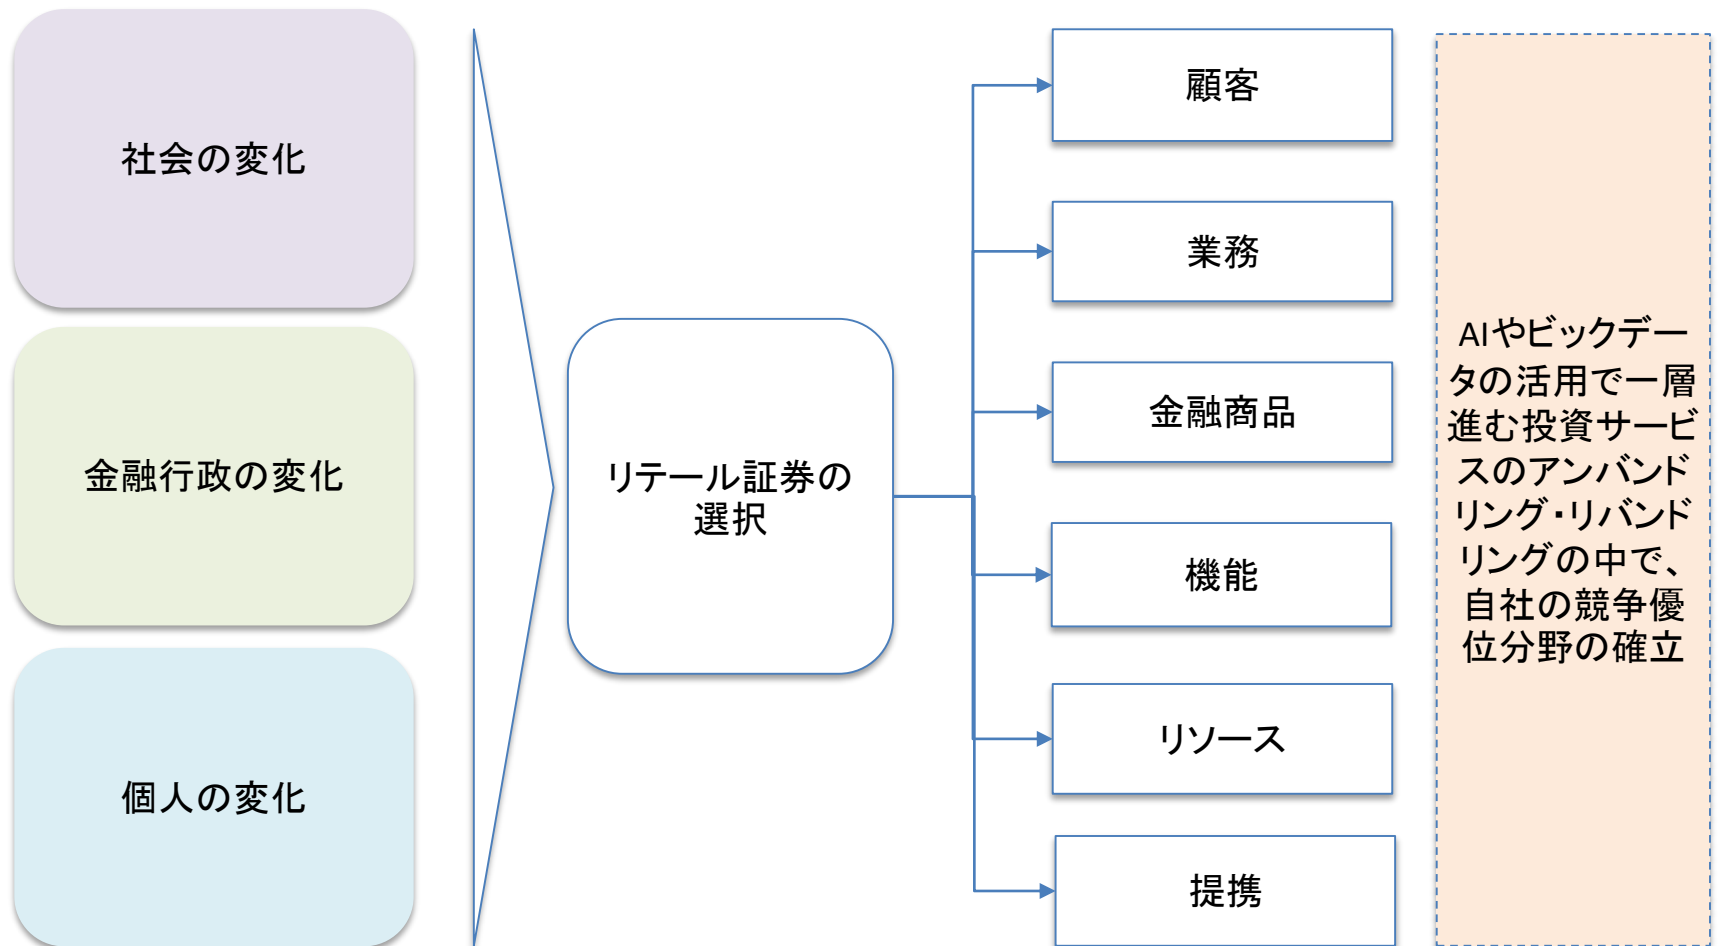 社会の変化
金融行政の変化
個人の変化
リテール証券の
選択
顧客
業務
金融商品
機能
リソース
提携
AIやビックデー
タの活用で一層
進む投資サービ
スのアンバンド
リング・リバンド
リングの中で、
自社の競争優
位分野の確立